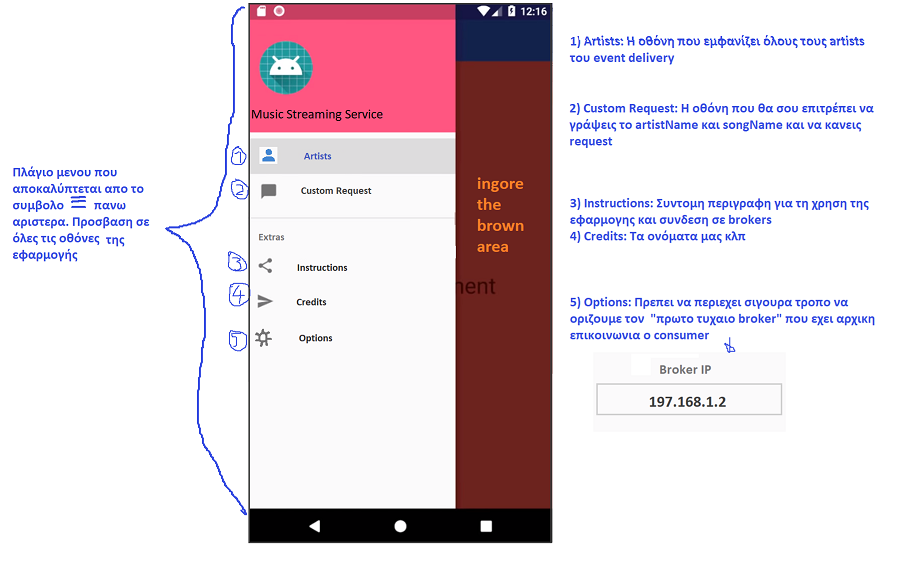 Πλάγιο μενου που
αποκαλύπτεται απο το
συμβολο πανω
αριστερα. Προσβαση σε
όλες τις οθόνες της
εφαρμογής
12:16
Music Streaming Service
1 Artists
2 Custom Request
Extras
3 Instructions
4 Credits
5 Options
ingore
the
brown
area
nent
1) Artists: Η οθόνη που εμφανίζει όλους τους artists
του event delivery
2) Custom Request: Η οθόνη που θα σου επιτρέπει να
γράψεις το artistName και songName και να κανεις
request
3) Instructions: Συντομη περιγραφη για τη χρηση της
εφαρμογης και συνδεση σε brokers
4) Credits: Τα ονόματα μας κλπ
5) Options: Πρεπει να περιεχει σιγουρα τροπο να
οριζουμε τον "πρωτο τυχαιο broker" που εχει αρχικη
επικοινωνια ο consumer
Broker IP
197.168.1.2